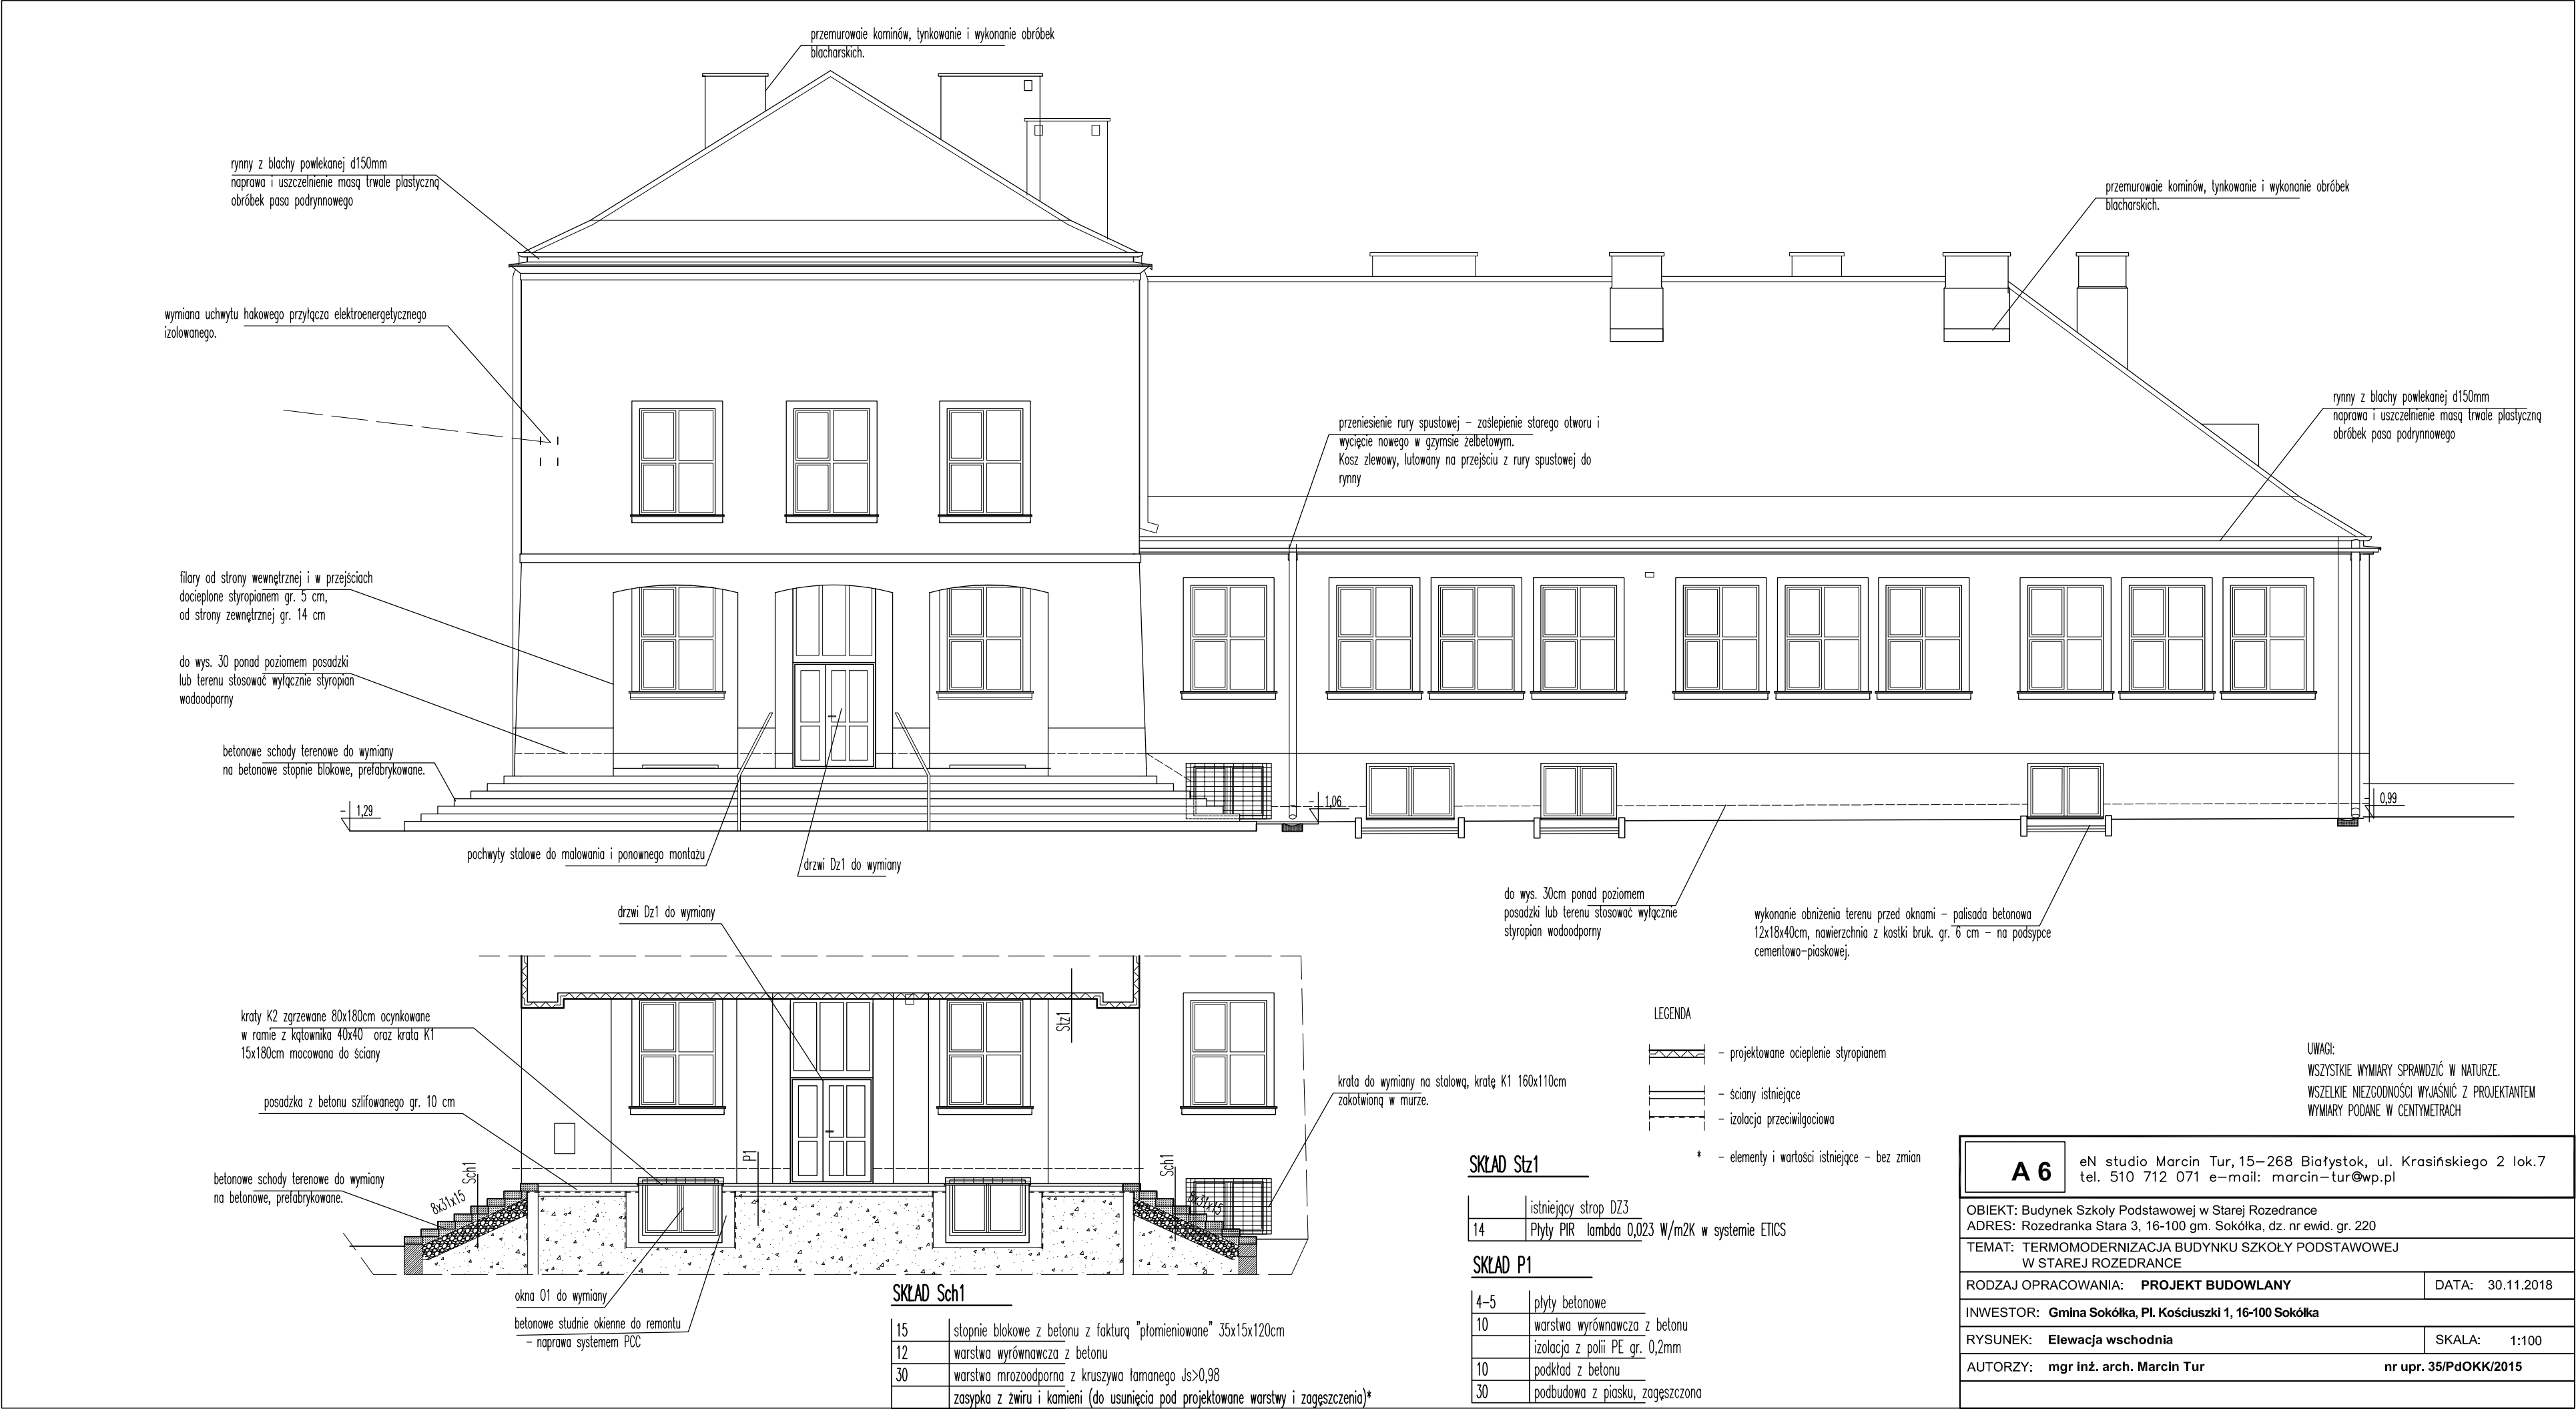 przemurowaie kominów, tynkowanie i wykonanie obróbek
blacharskich.
rynny z blachy powlekanej d150mm
naprawa i uszczelnienie masą trwale plastyczną
obróbek pasa podrynnowego
przemurowaie kominów, tynkowanie i wykonanie obróbek
blacharskich.
wymiana uchwytu hakowego przyłącza elektroenergetycznego
izolowanego.
rynny z blachy powlekanej d150mm
naprawa i uszczelnienie masą trwale plastyczną
obróbek pasa podrynnowego
przeniesienie rury spustowej – zaślepienie starego otworu i
wycięcie nowego w gzymsie żelbetowym.
Kosz zlewowy, lutowany na przejściu z rury spustowej do
rynny
filary od strony wewnętrznej i w przejściach
docieplone styropianem gr. 5 cm,
od strony zewnętrznej gr. 14 cm
do wys. 30 ponad poziomem posadzki
lub terenu stosować wyłącznie styropian
wodoodporny
betonowe schody terenowe do wymiany
na betonowe stopnie blokowe, prefabrykowane.
– 1,29
– 1,06
– 0,99
pochwyty stalowe do malowania i ponownego montażu
drzwi Dz1 do wymiany
do wys. 30cm ponad poziomem
posadzki lub terenu stosować wyłącznie
styropian wodoodporny
wykonanie obniżenia terenu przed oknami – palisada betonowa
12x18x40cm, nawierzchnia z kostki bruk. gr. 6 cm – na podsypce
cementowo-piaskowej.
drzwi Dz1 do wymiany
kraty K2 zgrzewane 80x180cm ocynkowane
w ramie z kątownika 40x40 oraz krata K1
15x180cm mocowana do ściany
Stz1
posadzka z betonu szlifowanego gr. 10 cm
krata do wymiany na stalową, kratę K1 160x110cm
zakotwioną w murze.
betonowe schody terenowe do wymiany
na betonowe, prefabrykowane.
Sch1
8x31x15
P1
Sch1
8x31x15
okna O1 do wymiany
betonowe studnie okienne do remontu
– naprawa systemem PCC
LEGENDA
– projektowane ocieplenie styropianem
– ściany istniejące
– izolacja przeciwilgociowa
* – elementy i wartości istniejące – bez zmian
UWAGI:
WSZYSTKIE WYMIARY SPRAWDZIĆ W NATURZE.
WSZELKIE NIEZGODNOŚCI WYJAŚNIĆ Z PROJEKTANTEM
WYMIARY PODANE W CENTYMETRACH
SKŁAD Stz1
istniejący strop DZ3
14 Płyty PIR lambda 0,023 W/m2K w systemie ETICS
SKŁAD P1
4-5 płyty betonowe
10 warstwa wyrównawcza z betonu
izolacja z polii PE gr. 0,2mm
10 podkład z betonu
30 podbudowa z piasku, zagęszczona
SKŁAD Sch1
15 stopnie blokowe z betonu z fakturą "płomieniowane" 35x15x120cm
12 warstwa wyrównawcza z betonu
30 warstwa mrozoodporna z kruszywa łamanego Js>0,98
zasypka z żwiru i kamieni (do usunięcia pod projektowane warstwy i zagęszczenia)*
A 6
eN studio Marcin Tur, 15-268 Białystok, ul. Krasińskiego 2 lok.7
tel. 510 712 071 e-mail: marcin-tur@wp.pl
OBIEKT: Budynek Szkoły Podstawowej w Starej Rozedrance
ADRES: Rozedranka Stara 3, 16-100 gm. Sokółka, dz. nr ewid. gr. 220
TEMAT: TERMOMODERNIZACJA BUDYNKU SZKOŁY PODSTAWOWEJ
W STAREJ ROZEDRANCE
RODZAJ OPRACOWANIA: PROJEKT BUDOWLANY DATA: 30.11.2018
INWESTOR: Gmina Sokółka, Pl. Kościuszki 1, 16-100 Sokółka
RYSUNEK: Elewacja wschodnia SKALA: 1:100
AUTORZY: mgr inż. arch. Marcin Tur nr upr. 35/PdOKK/2015